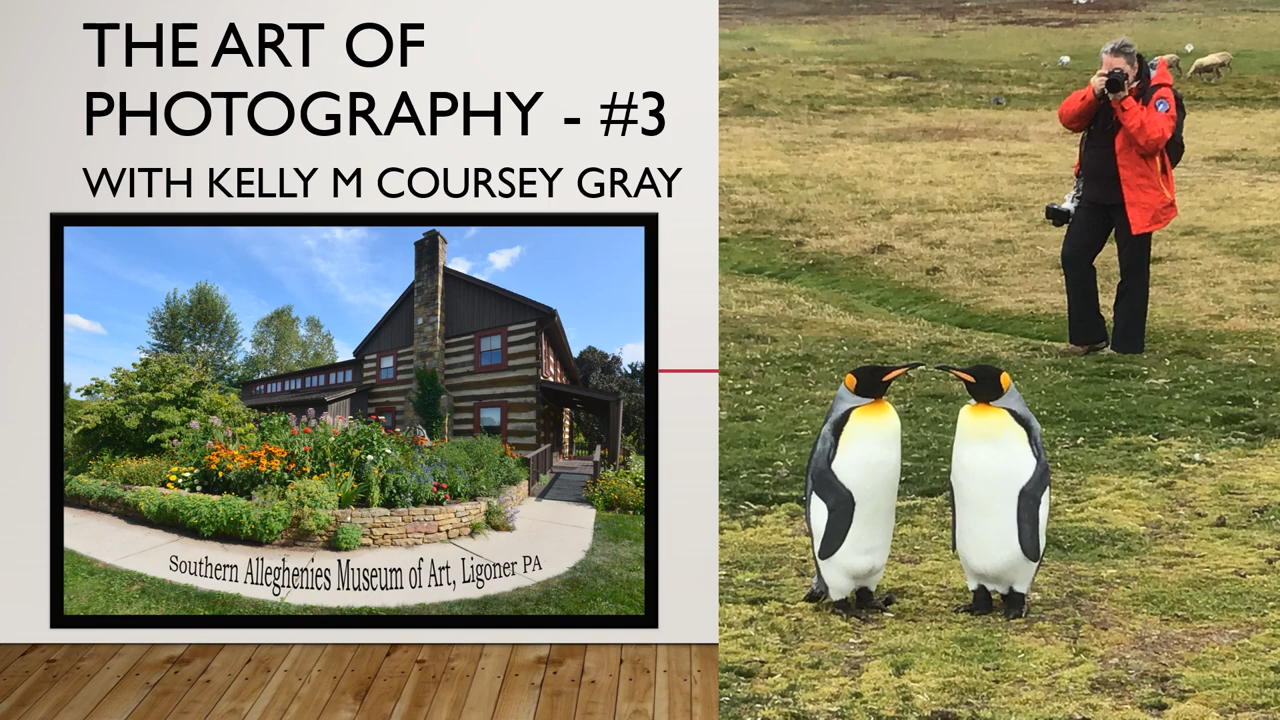 THE ART OF
PHOTOGRAPHY - #3
WITH KELLY M COURSEY GRAY
Southern Alleghenies Museum of Art, Ligoner PA